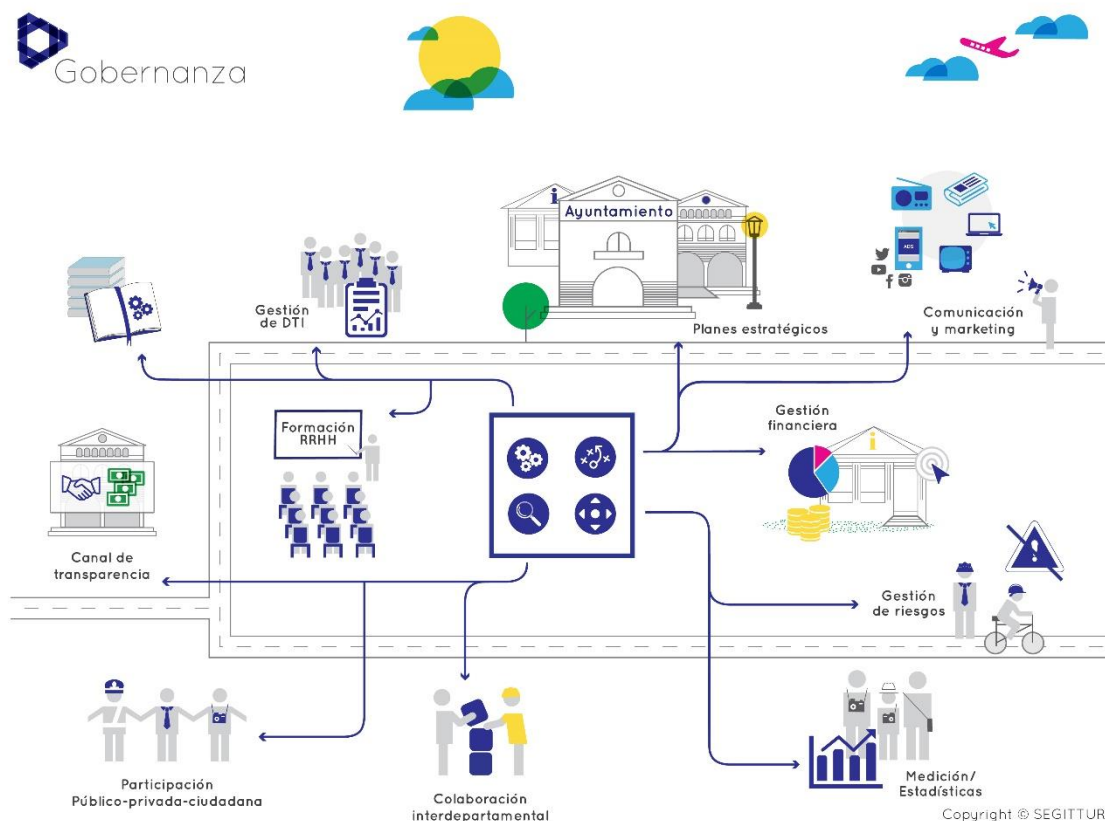 Gobernanza
Ayuntamiento
i
ADS
Gestión
de DTI
Planes estratégicos
Comunicación
y marketing
Formación
RRHH
Gestión
financiera
i
Canal de
transparencia
Gestión
de riesgos
Participación
Público-privada-ciudadana
Colaboración
interdepartamental
Medición/
Estadísticas
Copyright © SEGITTUR